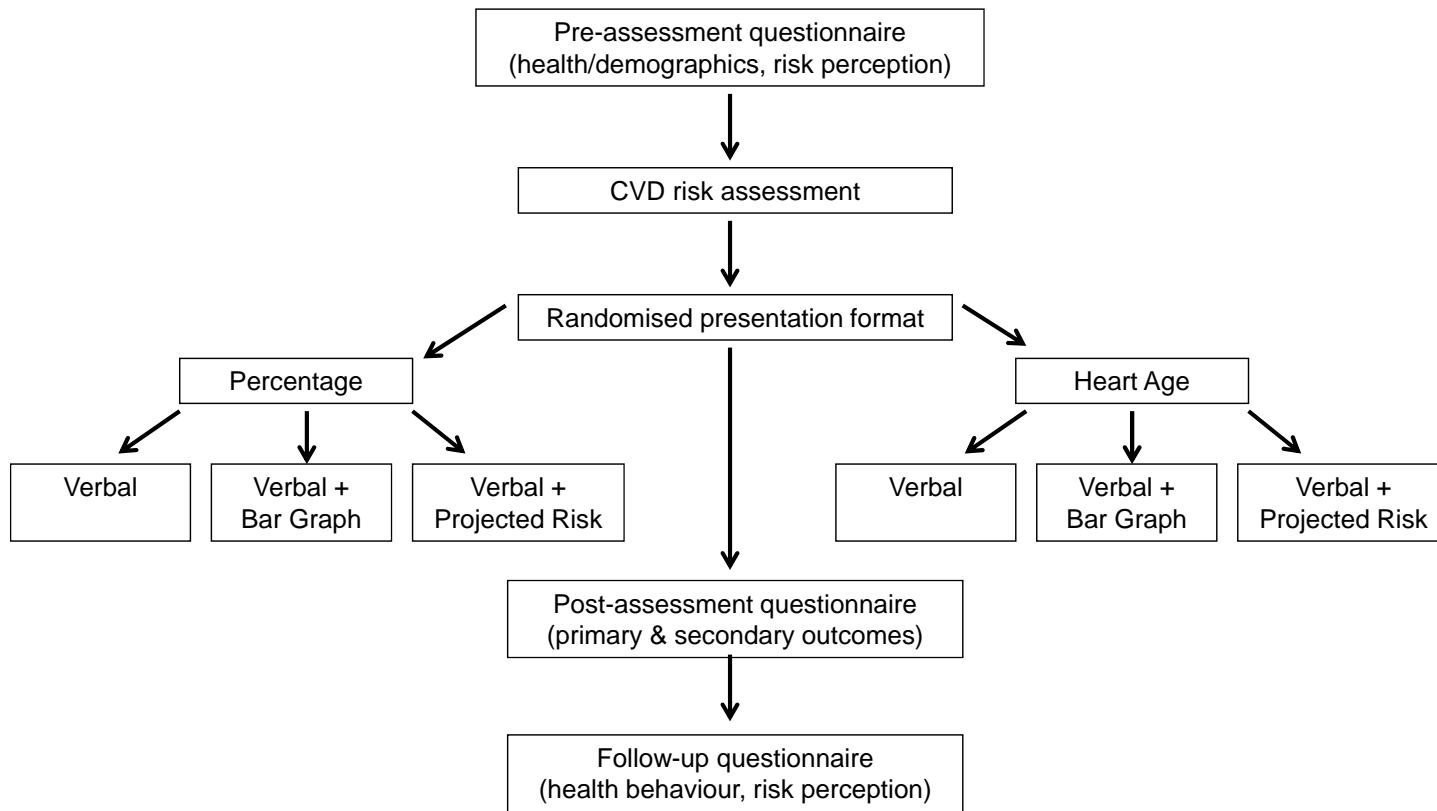 Pre-assessment questionnaire
(health/demographics, risk perception)
CVD risk assessment
Randomised presentation format
Percentage
Heart Age
Verbal
Verbal +
Bar Graph
Verbal +
Projected Risk
Verbal
Verbal +
Bar Graph
Verbal +
Projected Risk
Post-assessment questionnaire
(primary & secondary outcomes)
Follow-up questionnaire
(health behaviour, risk perception)